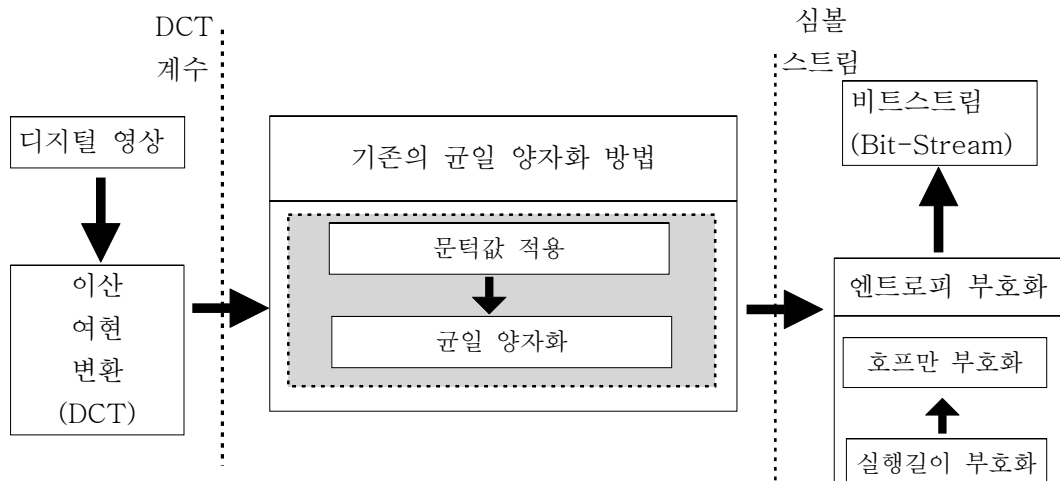 DCT
계수
심볼
스트림
디지털 영상
이산
여현
변환
(DCT)
기존의 균일 양자화 방법
문턱값 적용
균일 양자화
비트스트림
(Bit-Stream)
엔트로피 부호화
호프만 부호화
실행길이 부호화